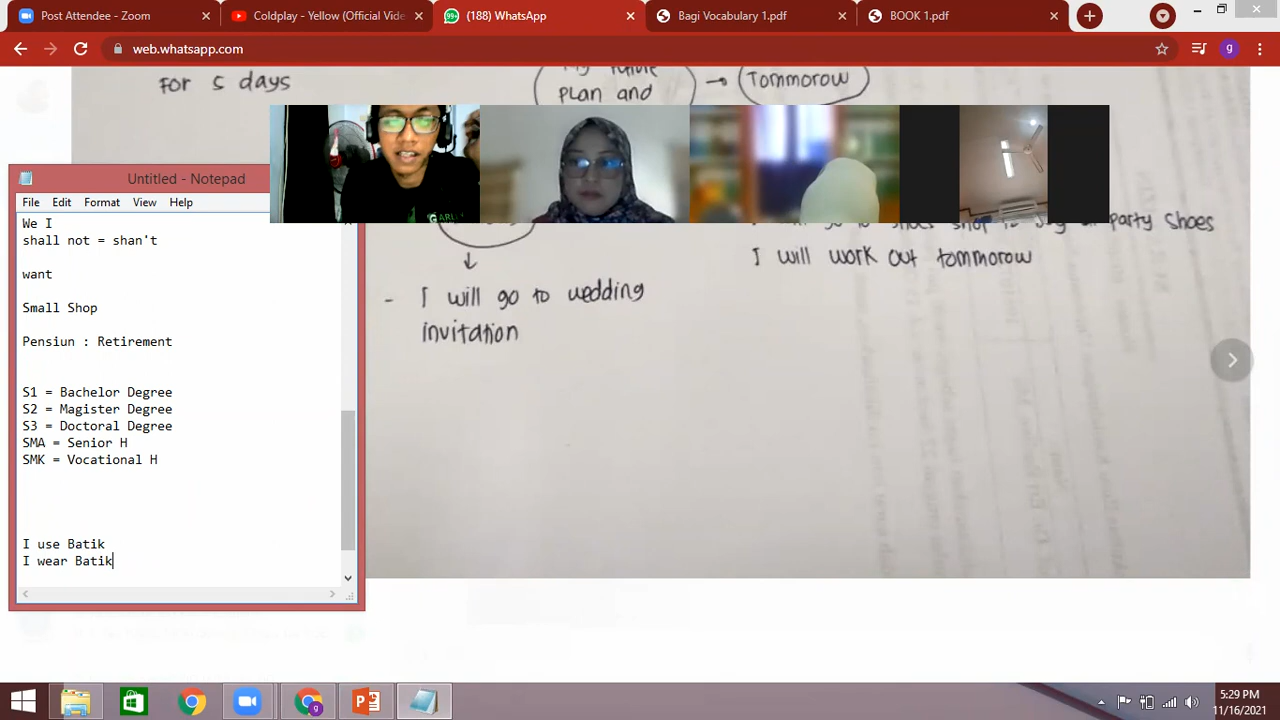 Post Attendee - Zoom
Coldplay - Yellow (Official Vide
99+
(188) WhatsApp
Bagi Vocabulary 1.pdf
BOOK 1.pdf
web.whatsapp.com
g
For 5 days
plan and
Tommorow
party shoes
I will work out tommorow
- I will go to wedding
invitation
Untitled - Notepad
File Edit Format View Help
We I
shall not = shan't
want
Small Shop
Pensiun : Retirement
S1 = Bachelor Degree
S2 = Magister Degree
S3 = Doctoral Degree
SMA = Senior H
SMK = Vocational H
I use Batik
I wear Batik
5:29 PM
11/16/2021